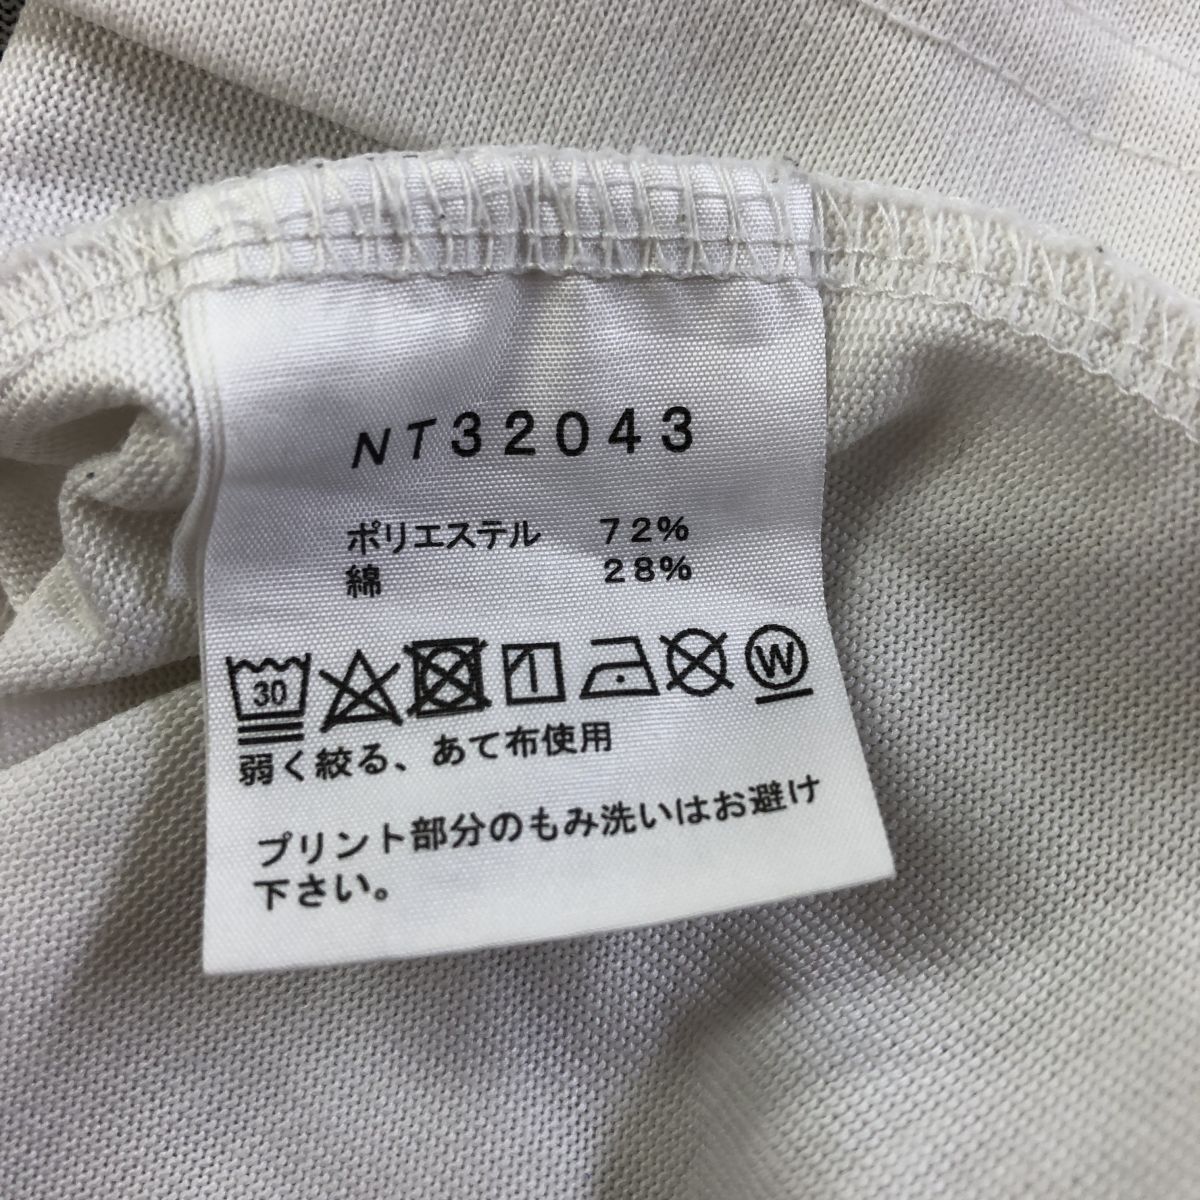 NT32043
ポリエステル 72%
綿 28%
30 W
弱く絞る、あて布使用
プリント部分のもみ洗いはお避け
下さい。